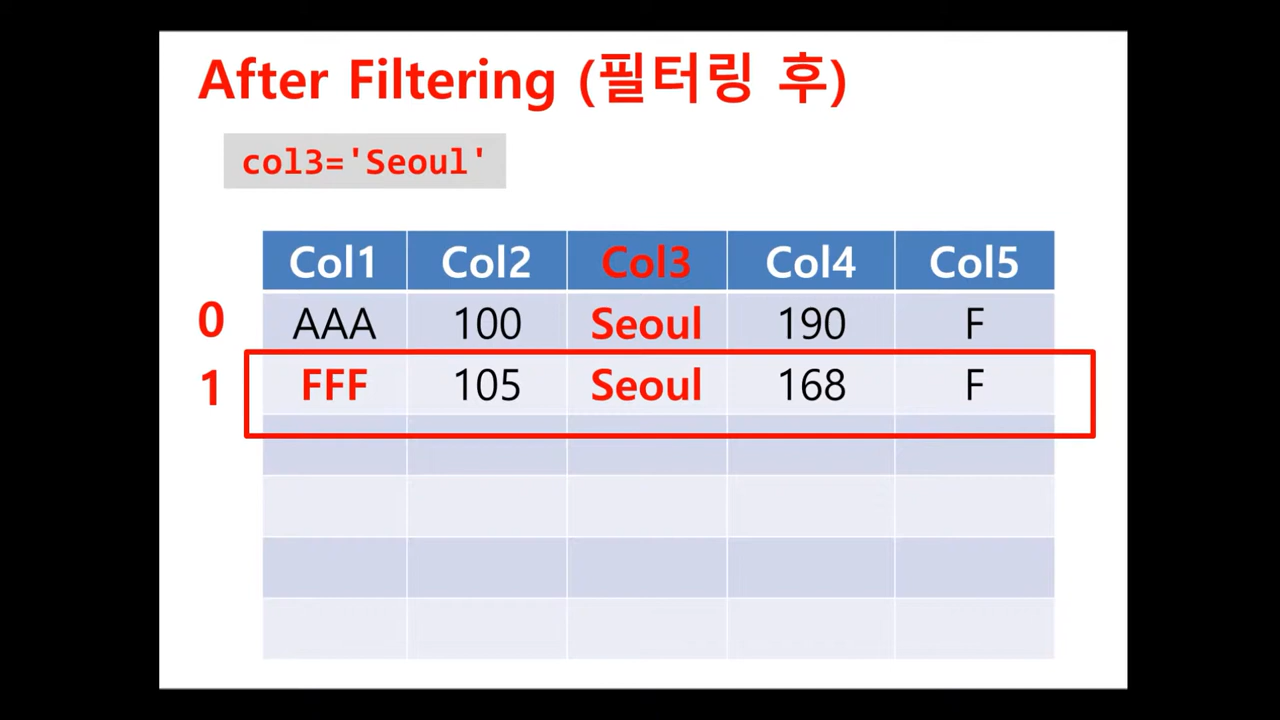 After Filtering (필터링 후)
col3='Seoul'
Col1 Col2 Col3 Col4 Col5
0 AAA 100 Seoul 190 F
1 FFF 105 Seoul 168 F